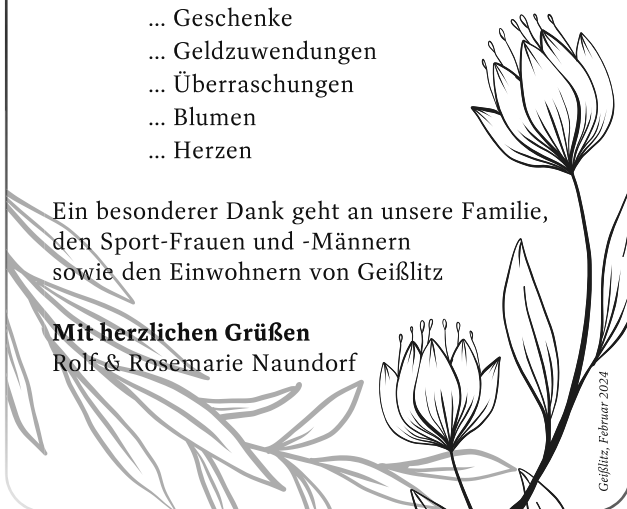 ... Geschenke
... Geldzuwendungen
... Überraschungen
... Blumen
... Herzen
Ein besonderer Dank geht an unsere Familie,
den Sport-Frauen und -Männern
sowie den Einwohnern von Geißlitz
Mit herzlichen Grüßen
Rolf & Rosemarie Naundorf
Geißlitz, Februar 2024